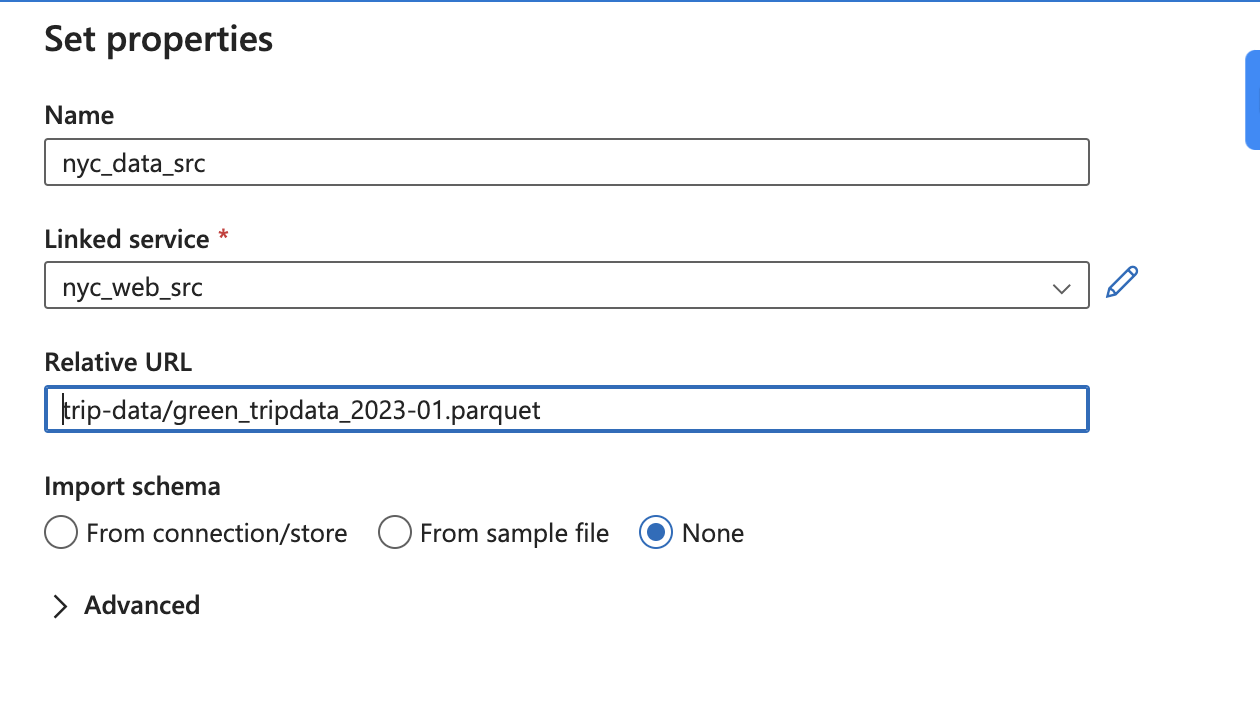 Set properties
Name
nyc_data_src
Linked service *
nyc_web_src
Relative URL
trip-data/green_tripdata_2023-01.parquet
Import schema
From connection/store From sample file None
Advanced